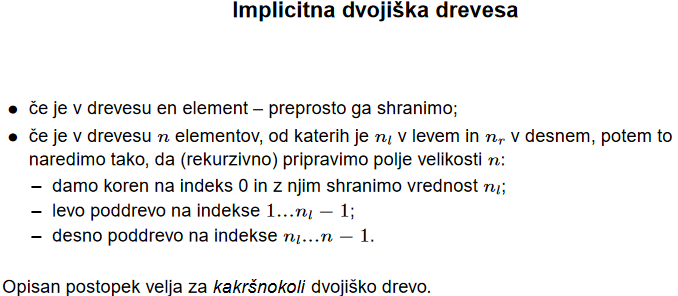 Implicitna dvojiška drevesa
● če je v drevesu en element – preprosto ga shranimo;
● če je v drevesu n elementov, od katerih je n_l v levem in n_r v desnem, potem to
naredimo tako, da (rekurzivno) pripravimo polje velikosti n:
– damo koren na indeks 0 in z njim shranimo vrednost n_l;
– levo poddrevo na indekse 1…n_l − 1;
– desno poddrevo na indekse n_l…n − 1.
Opisan postopek velja za kakršnokoli dvojiško drevo.